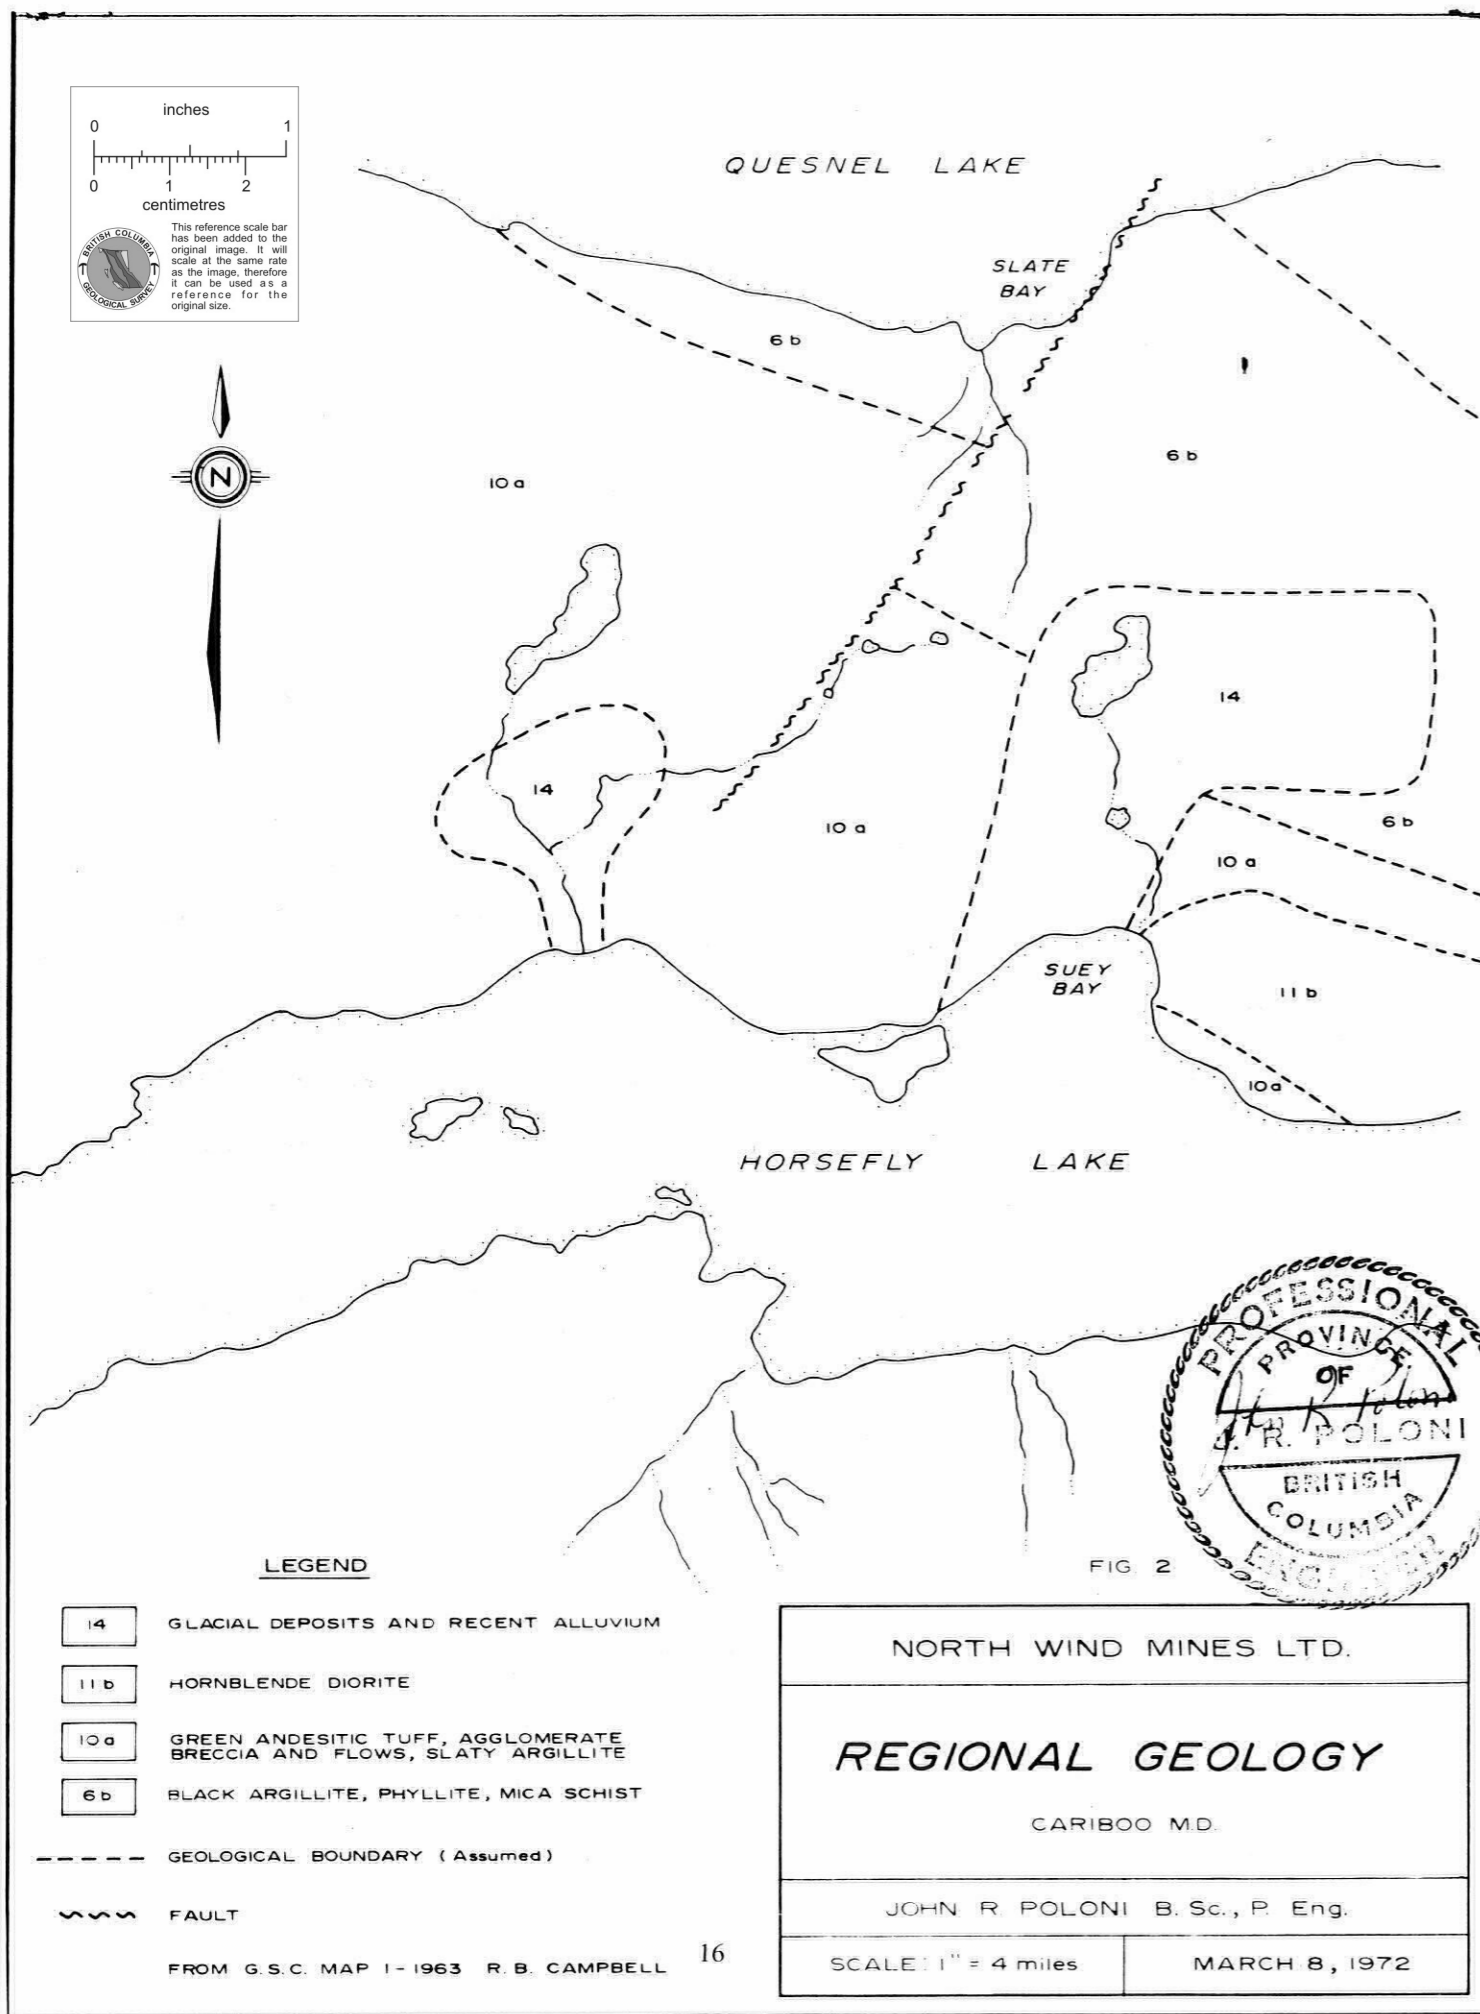 inches
0 1
0 1 2
centimetres
This reference scale bar
has been added to the
original image. It will
scale at the same rate
as the image, therefore
it can be used as a
reference for the
original size.
BRITISH COLUMBIA
GEOLOGICAL SURVEY
QUESNEL LAKE
SLATE
BAY
6 b
N
10 a
6 b
14
14
10 a
6 b
10 a
SUEY
BAY
11 b
10 a
HORSEFLY LAKE
PROFESSIONAL
PROVINCE
OF
J. R. POLONI
BRITISH
COLUMBIA
ENGINEER
FIG 2
LEGEND
14 GLACIAL DEPOSITS AND RECENT ALLUVIUM
11 b HORNBLENDE DIORITE
10 a GREEN ANDESITIC TUFF, AGGLOMERATE
BRECCIA AND FLOWS, SLATY ARGILLITE
6 b BLACK ARGILLITE, PHYLLITE, MICA SCHIST
GEOLOGICAL BOUNDARY ( Assumed )
FAULT
FROM G.S.C. MAP 1-1963 R.B. CAMPBELL
16
NORTH WIND MINES LTD.
REGIONAL GEOLOGY
CARIBOO M.D.
JOHN R. POLONI B. Sc., P. Eng.
SCALE: 1" = 4 miles
MARCH 8, 1972